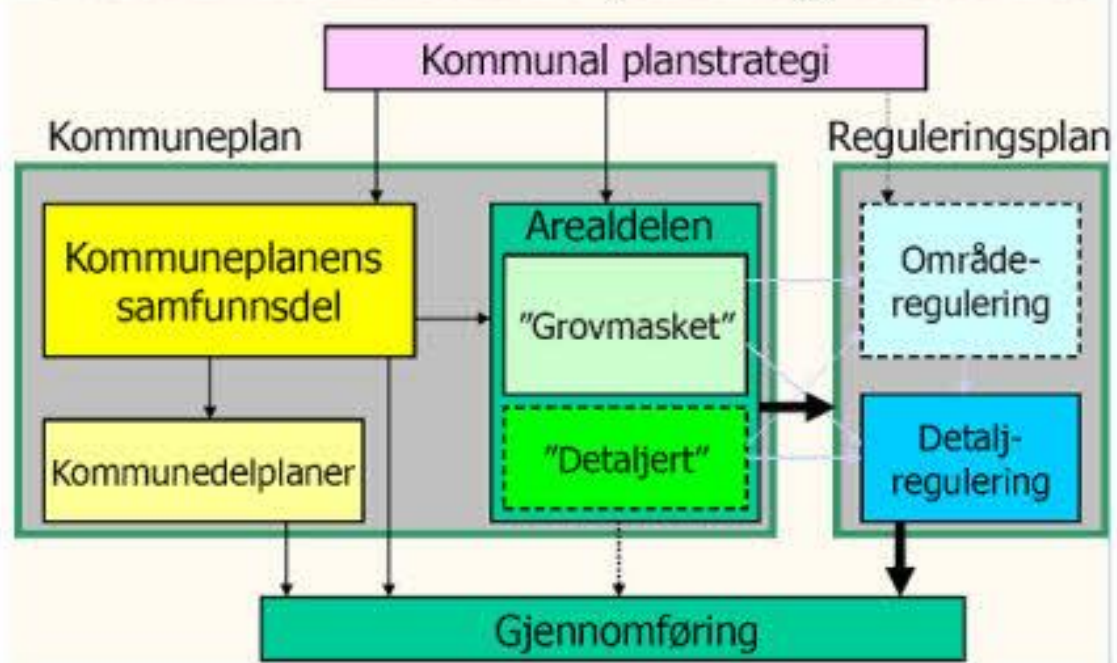 Kommunal planstrategi
Kommuneplan
Reguleringsplan
Kommuneplanens
samfunnsdel
Arealdelen
"Grovmasket"
"Detaljert"
Kommunedelplaner
Område-
regulering
Detalj-
regulering
Gjennomføring